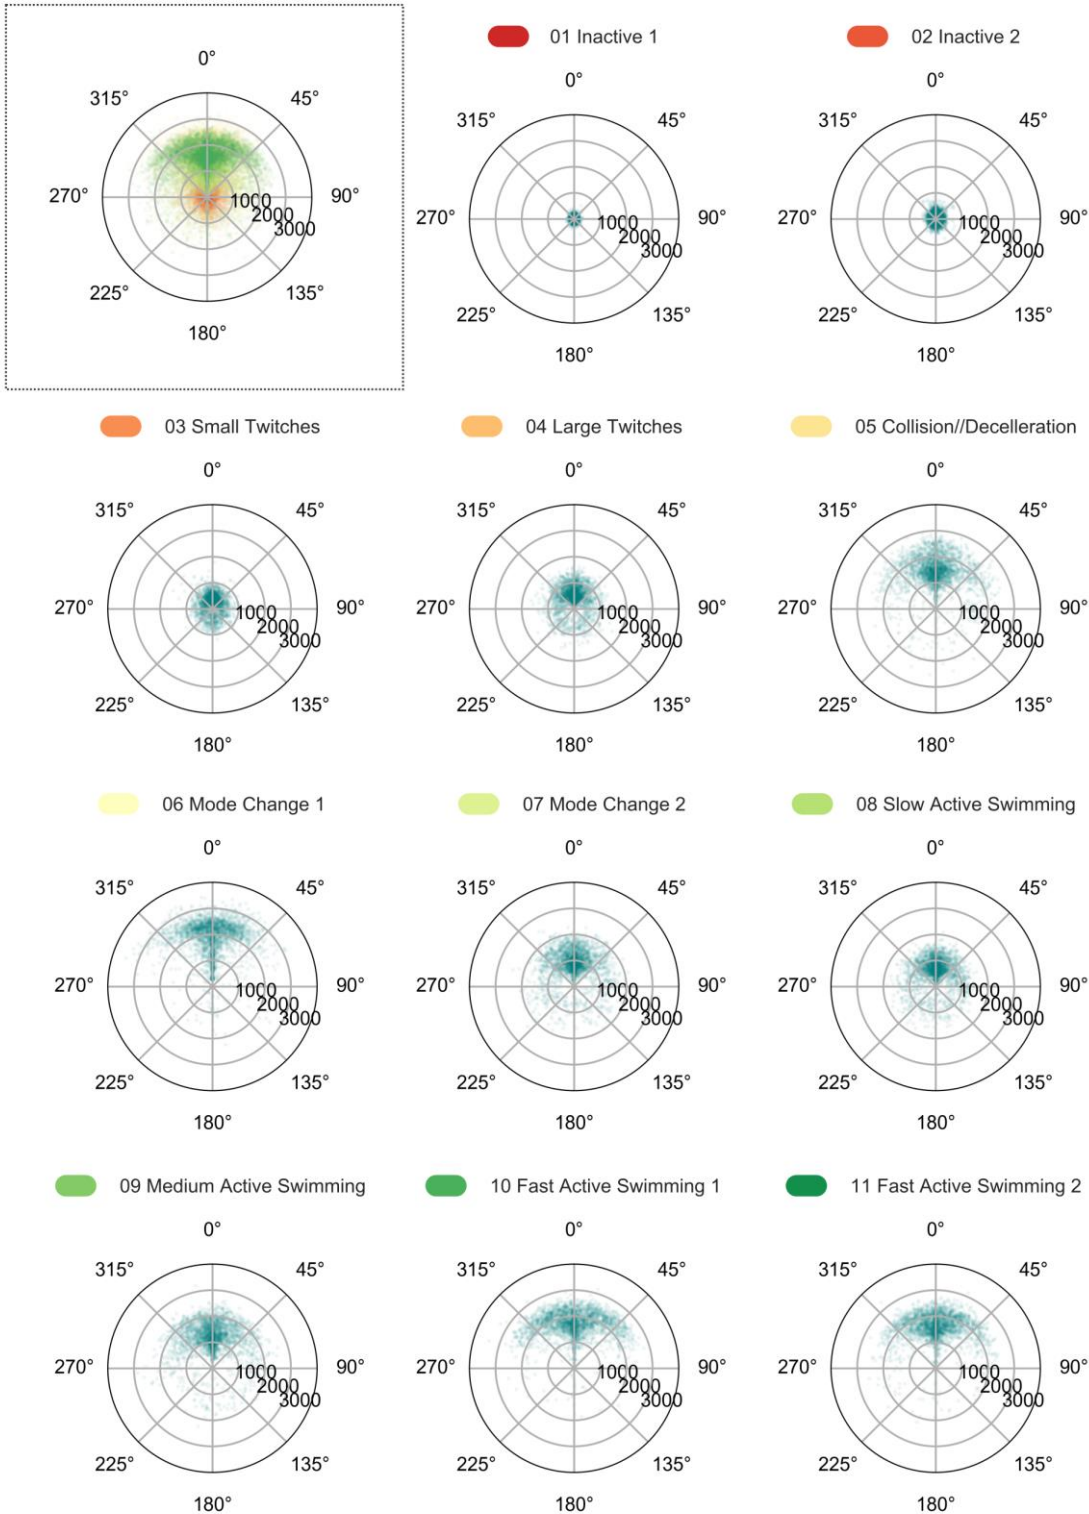 01 Inactive 1 02 Inactive 2
0°
315° 45°
270° 90°
1000
2000
3000
225° 135°
180°
0° 0°
315° 45° 315° 45°
270° 90° 270° 90°
1000 1000
2000 2000
3000 3000
225° 135° 225° 135°
180° 180°
03 Small Twitches 04 Large Twitches 05 Collision//Decelleration
0° 0° 0°
315° 45° 315° 45° 315° 45°
270° 90° 270° 90° 270° 90°
1000 1000 1000
2000 2000 2000
3000 3000 3000
225° 135° 225° 135° 225° 135°
180° 180° 180°
06 Mode Change 1 07 Mode Change 2 08 Slow Active Swimming
0° 0° 0°
315° 45° 315° 45° 315° 45°
270° 90° 270° 90° 270° 90°
1000 1000 1000
2000 2000 2000
3000 3000 3000
225° 135° 225° 135° 225° 135°
180° 180° 180°
09 Medium Active Swimming 10 Fast Active Swimming 1 11 Fast Active Swimming 2
0° 0° 0°
315° 45° 315° 45° 315° 45°
270° 90° 270° 90° 270° 90°
1000 1000 1000
2000 2000 2000
3000 3000 3000
225° 135° 225° 135° 225° 135°
180° 180° 180°